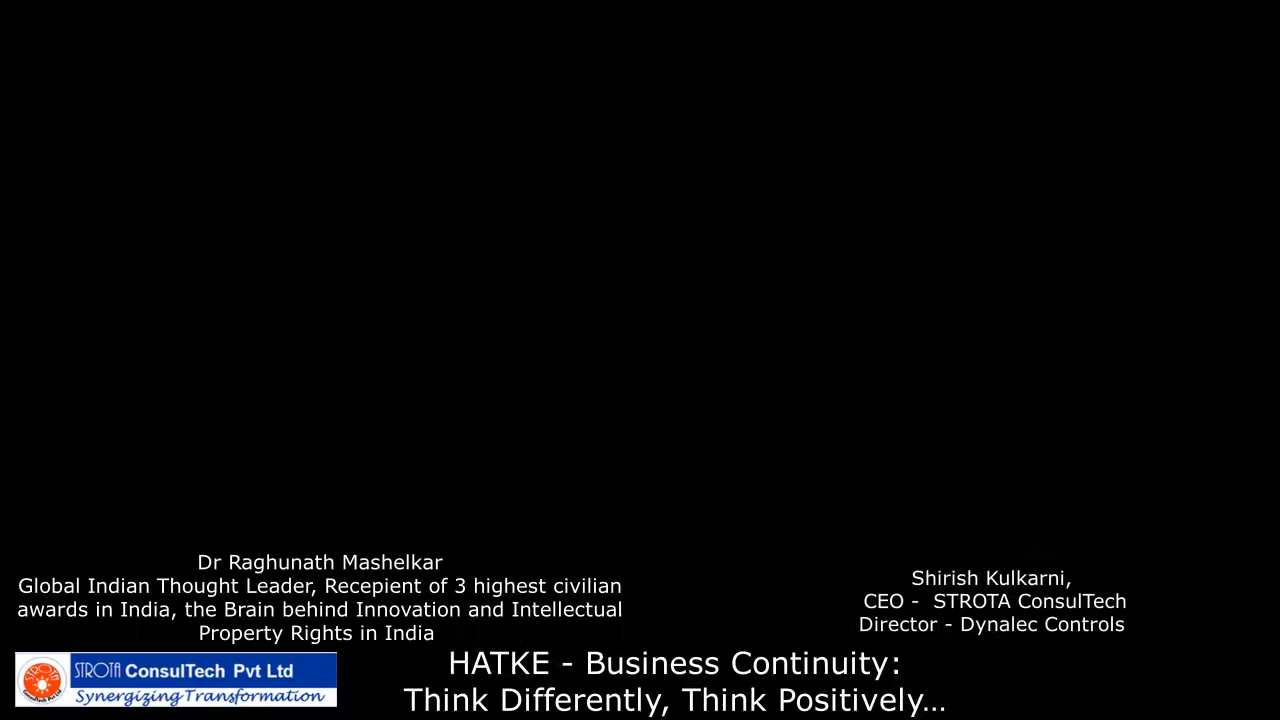 Dr Raghunath Mashelkar
Global Indian Thought Leader, Recepient of 3 highest civilian
awards in India, the Brain behind Innovation and Intellectual
Property Rights in India
Shirish Kulkarni,
CEO - STROTA ConsulTech
Director - Dynalec Controls
STROTA ConsulTech Pvt Ltd
Synergizing Transformation
HATKE - Business Continuity:
Think Differently, Think Positively...